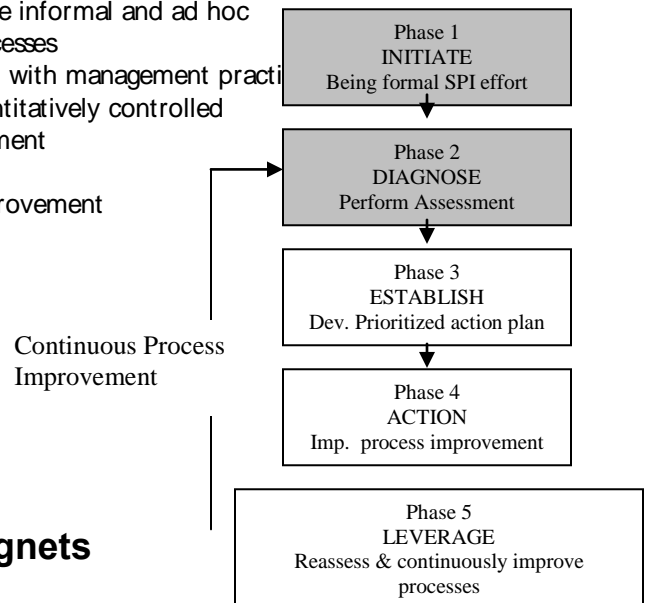 e informal and ad hoc
cesses
with management practi
ntitatively controlled
ment
rovement
Phase 1
INITIATE
Being formal SPI effort
Phase 2
DIAGNOSE
Perform Assessment
Phase 3
ESTABLISH
Dev. Prioritized action plan
Continuous Process
Improvement
Phase 4
ACTION
Imp. process improvement
Phase 5
LEVERAGE
Reassess & continuously improve
processes
gnets